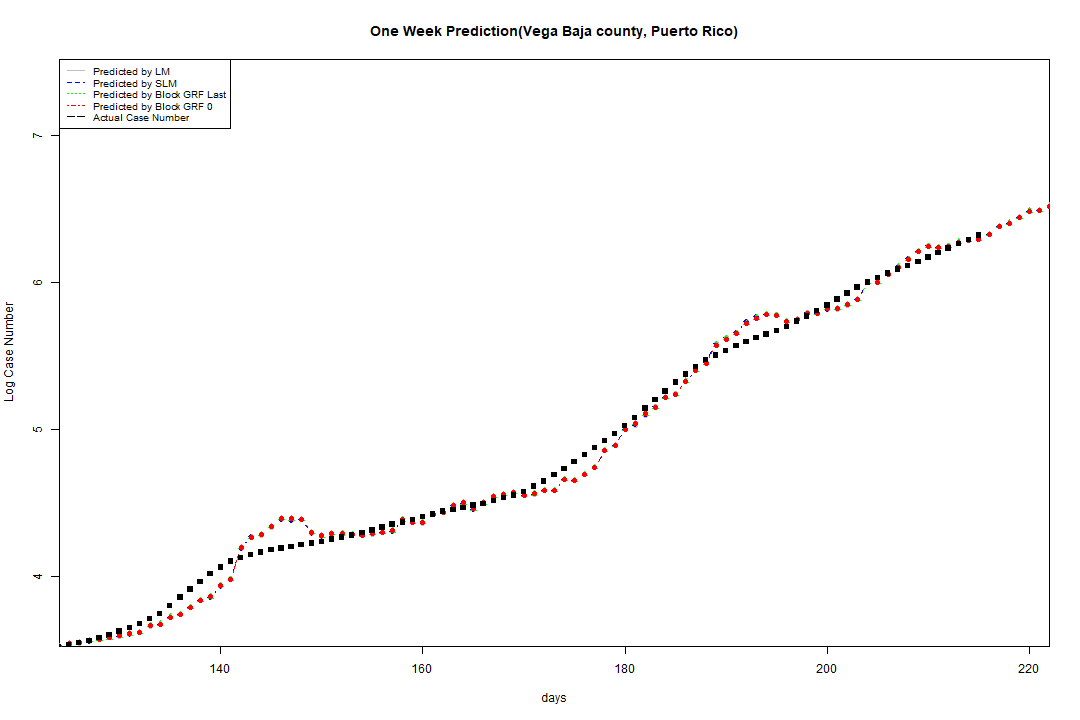 One Week Prediction(Vega Baja county, Puerto Rico)
Predicted by LM
Predicted by SLM
Predicted by Block GRF Last
Predicted by Block GRF 0
Actual Case Number
7
6
5
4
Log Case Number
140 160 180 200 220
days